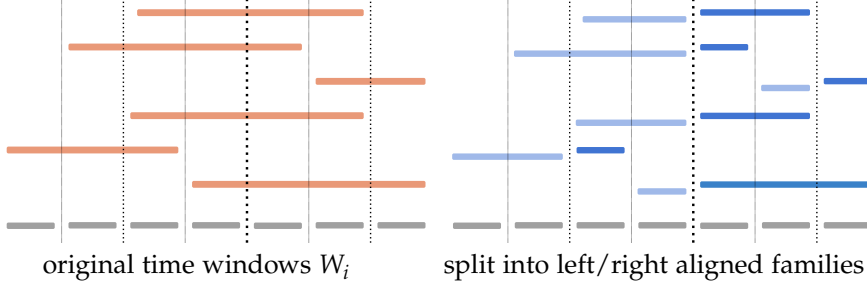 original time windows W_i
split into left/right aligned families